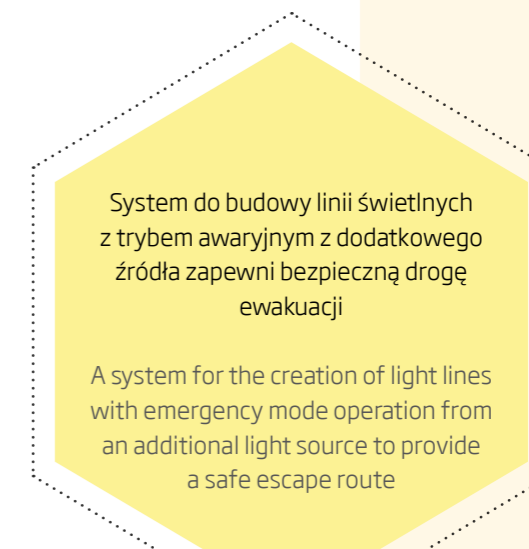 System do budowy linii świetlnych
z trybem awaryjnym z dodatkowego
źródła zapewni bezpieczną drogę
ewakuacji
A system for the creation of light lines
with emergency mode operation from
an additional light source to provide
a safe escape route